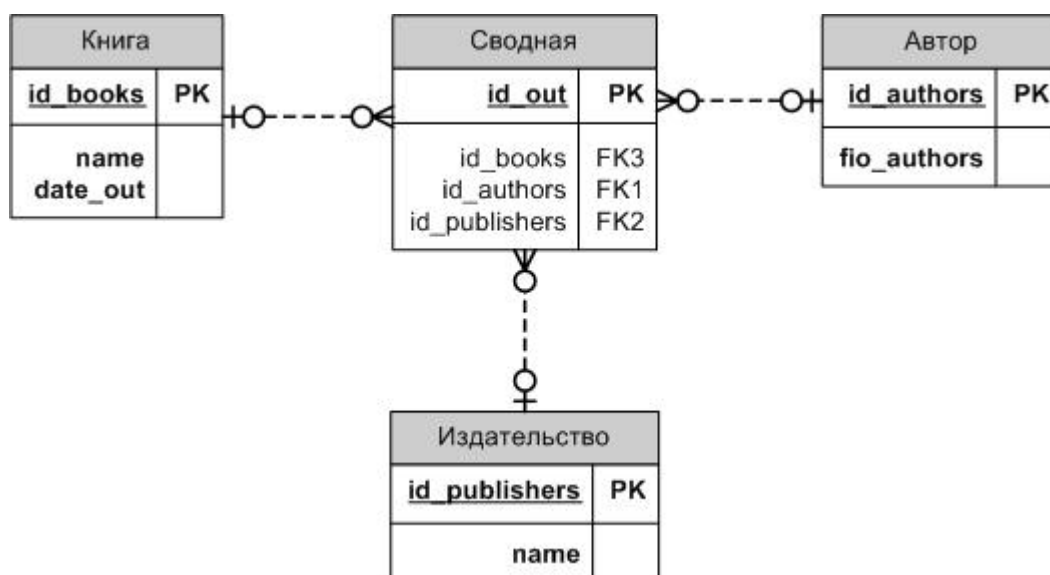 Книга
id_books PK
name
date_out
Сводная
id_out PK
id_books FK3
id_authors FK1
id_publishers FK2
Автор
id_authors PK
fio_authors
Издательство
id_publishers PK
name